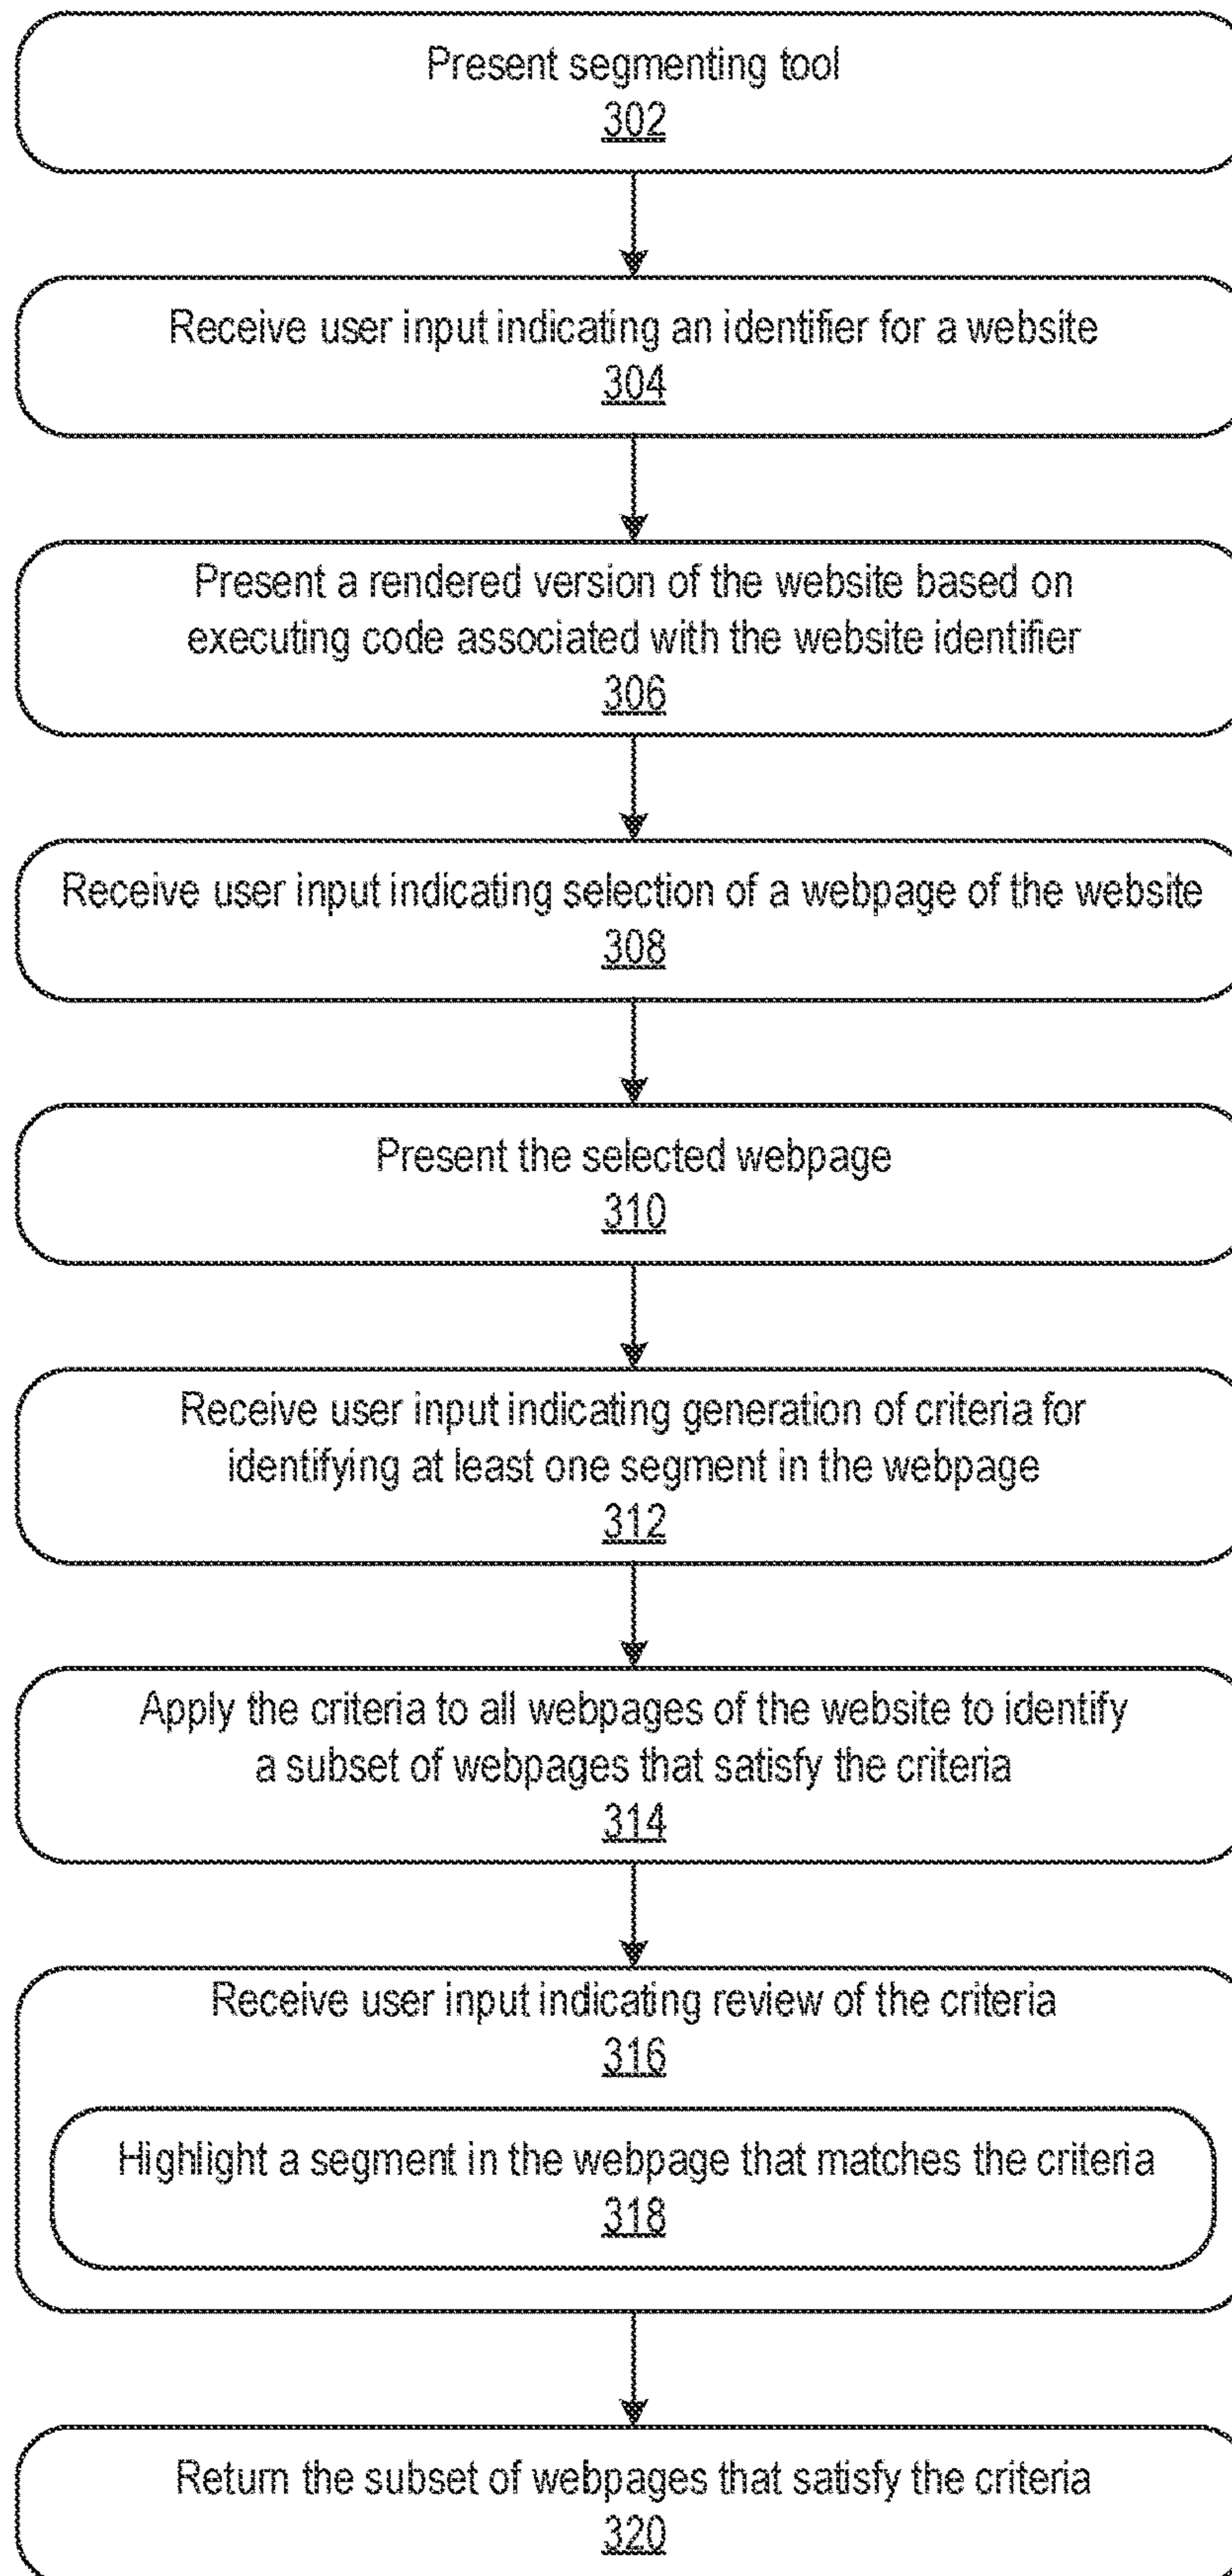 Present segmenting tool
302
Receive user input indicating an identifier for a website
304
Present a rendered version of the website based on
executing code associated with the website identifier
306
Receive user input indicating selection of a webpage of the website
308
Present the selected webpage
310
Receive user input indicating generation of criteria for
identifying at least one segment in the webpage
312
Apply the criteria to all webpages of the website to identify
a subset of webpages that satisfy the criteria
314
Receive user input indicating review of the criteria
316
Highlight a segment in the webpage that matches the criteria
318
Return the subset of webpages that satisfy the criteria
320